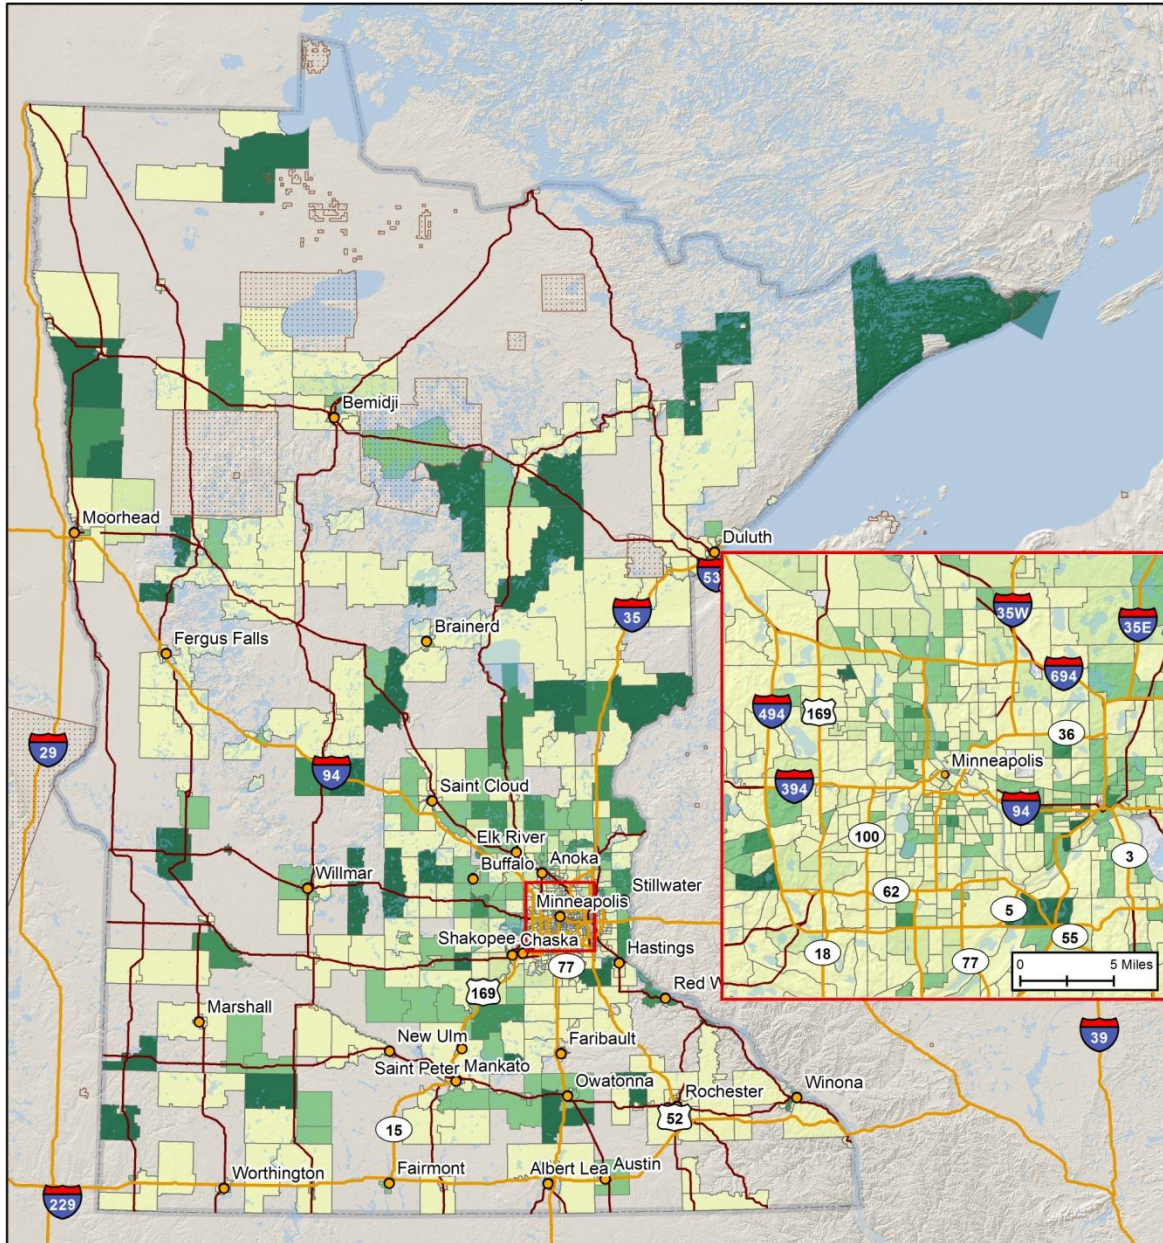 Bemidji
Moorhead
Duluth
53
35
Brainerd
Fergus Falls
29
94
Saint Cloud
Elk River
Buffalo
Anoka
Willmar
Stillwater
Minneapolis
Shakopee
Chaska
77
Hastings
169
Red W
Marshall
New Ulm
Faribault
Saint Peter
Mankato
Owatonna
Rochester
Winona
52
15
Worthington
Fairmont
Albert Lea
Austin
229
39
35W
35E
694
494
169
36
Minneapolis
394
94
100
3
62
5
55
18
77
0 5 Miles